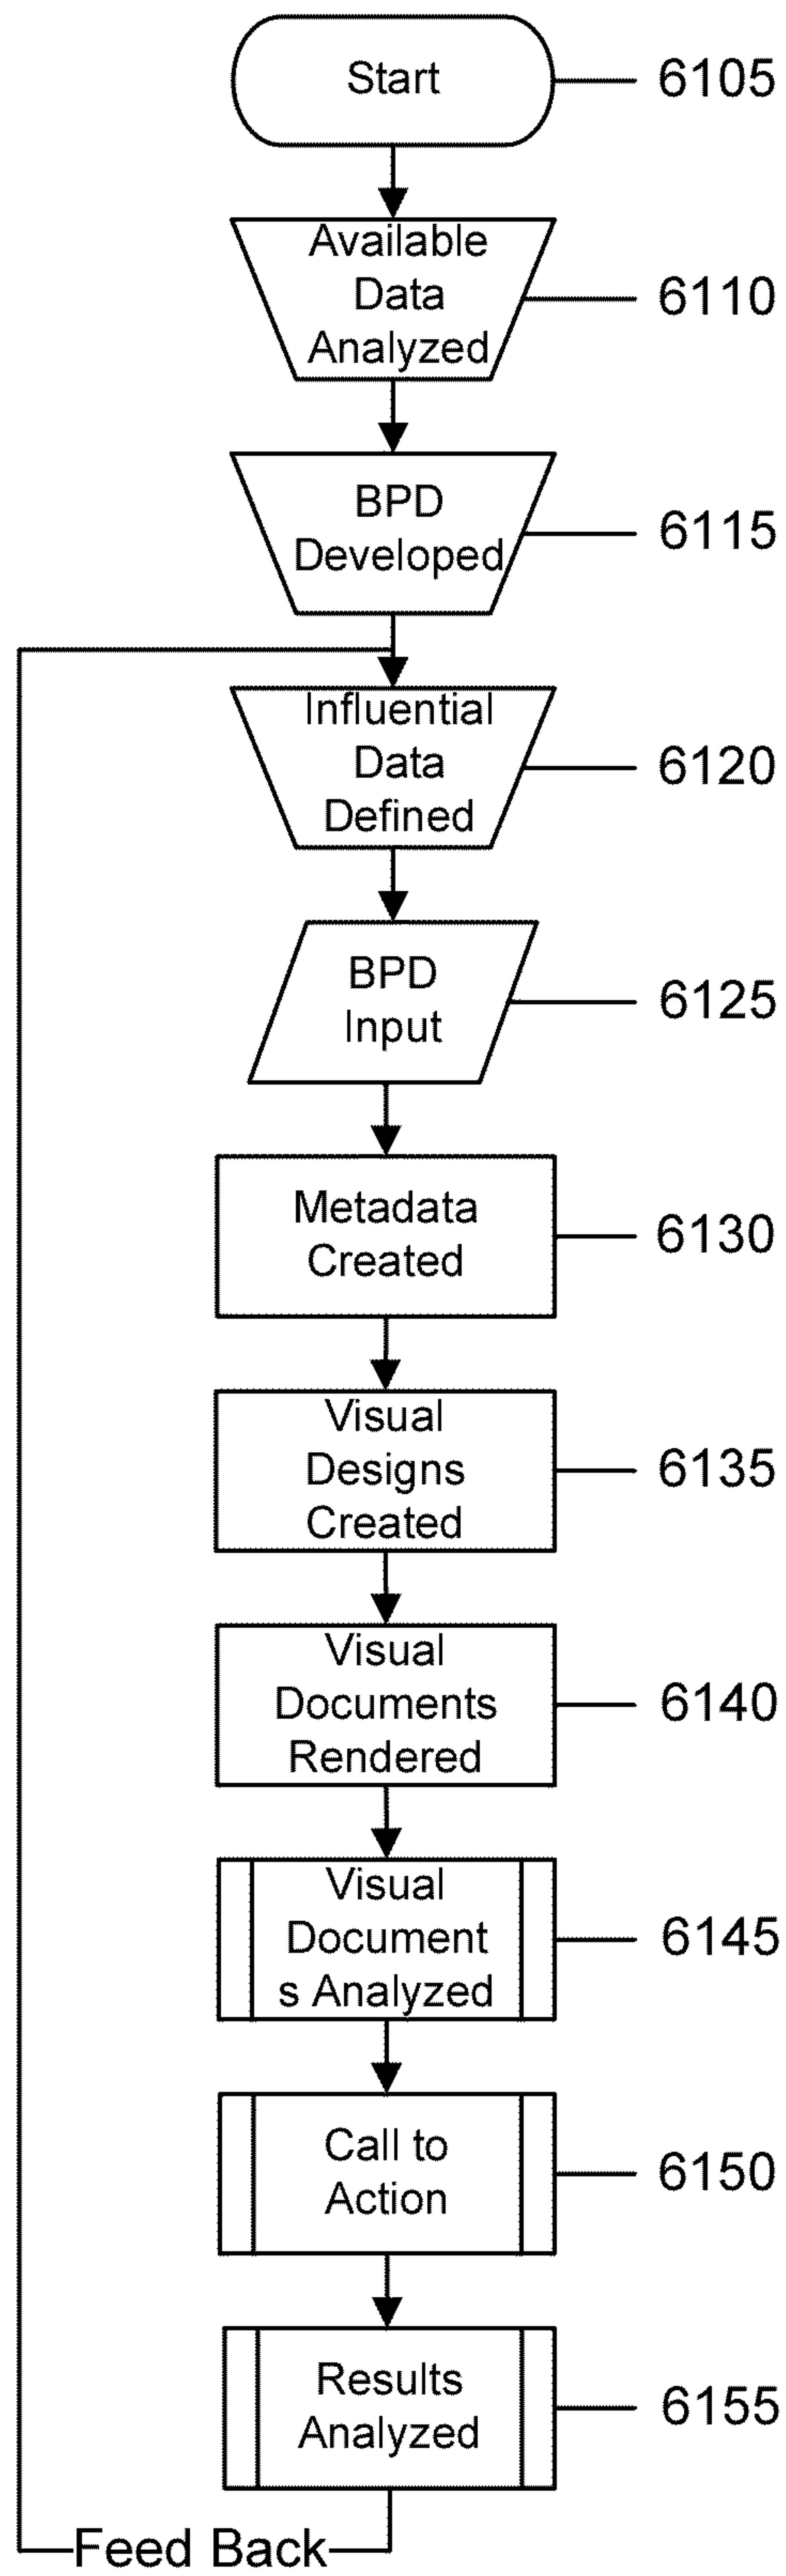 Start
6105
Available
Data
Analyzed
6110
BPD
Developed
6115
Influential
Data
Defined
6120
BPD
Input
6125
Metadata
Created
6130
Visual
Designs
Created
6135
Visual
Documents
Rendered
6140
Visual
Document
s Analyzed
6145
Call to
Action
6150
Results
Analyzed
6155
Feed Back